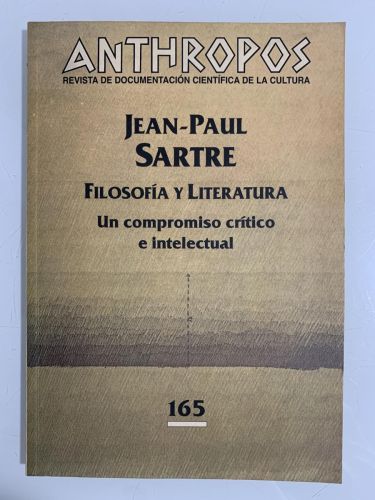 ANTHROPOS
REVISTA DE DOCUMENTACIÓN CIENTÍFICA DE LA CULTURA
JEAN-PAUL
SARTRE
FILOSOFÍA Y LITERATURA
Un compromiso crítico
e intelectual
165